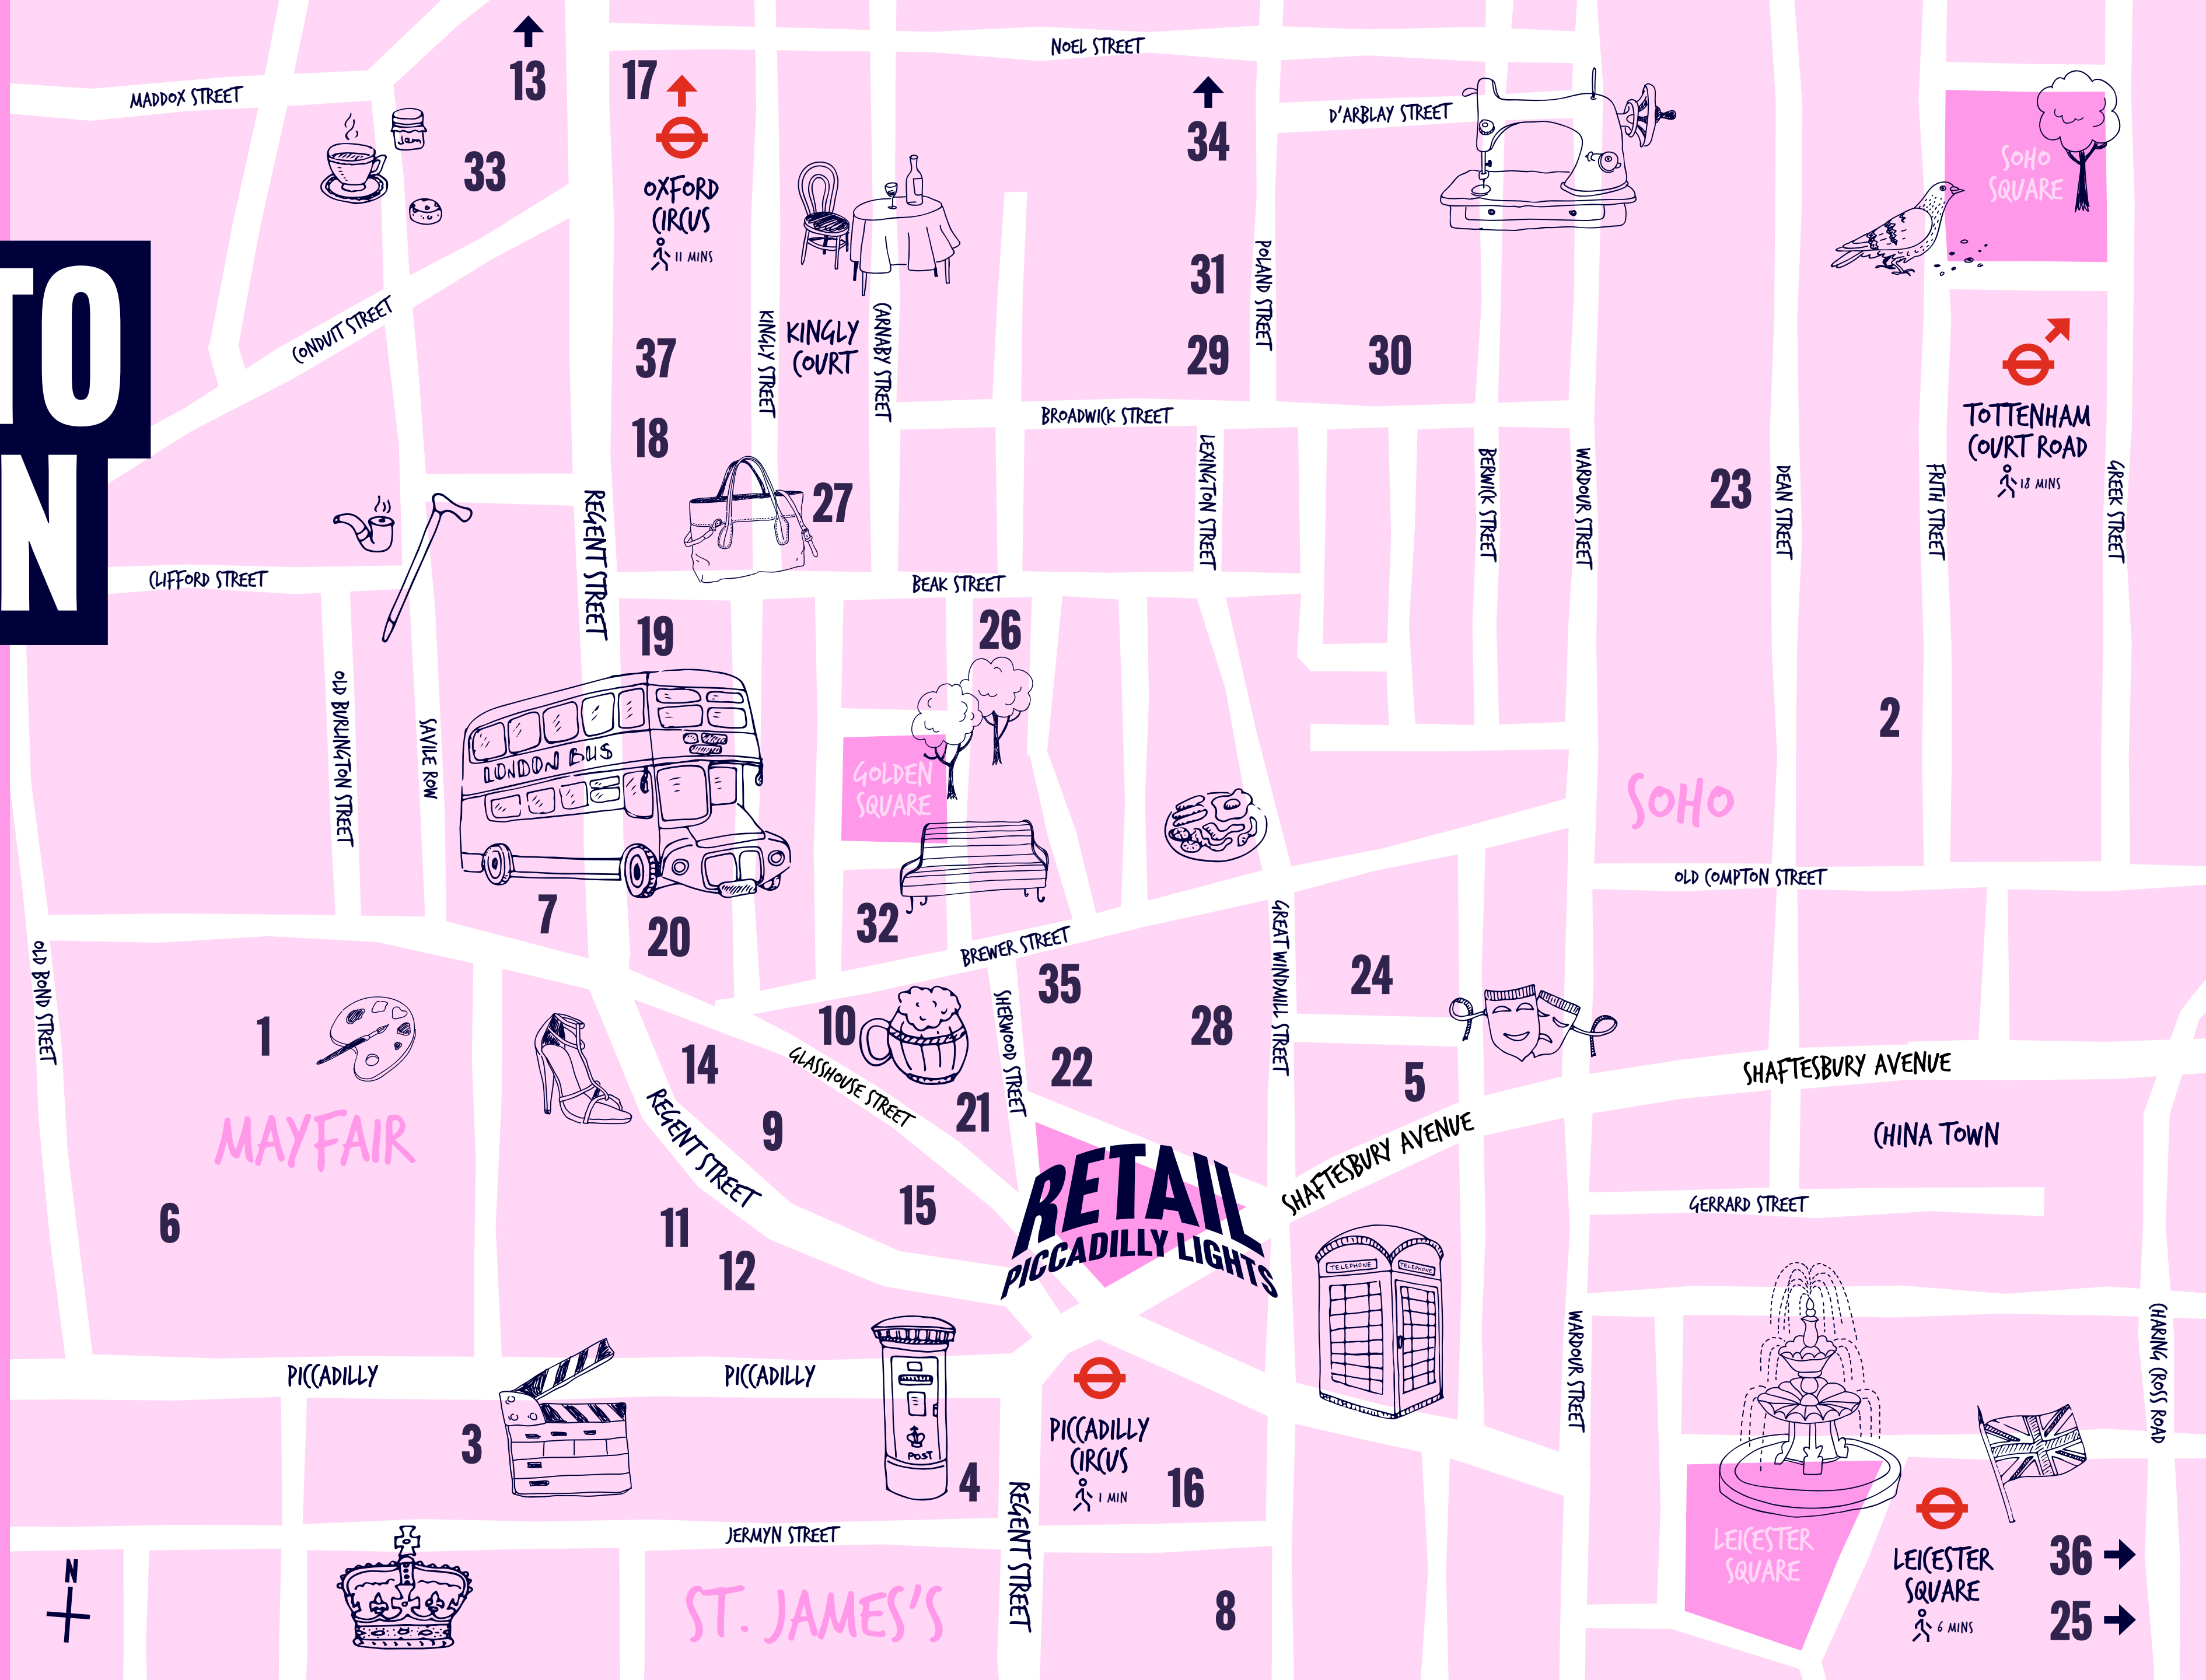 TO
N
13
17
NOEL STREET
MADDOX STREET
34
D'ARBLAY STREET
Jam
33
OXFORD
CIRCUS
11 MINS
SOHO
SQUARE
31
POLAND STREET
CONDUIT STREET
37
KINGLY STREET
KINGLY
COURT
CARNABY STREET
29
30
TOTTENHAM
COURT ROAD
18 MINS
18
BROADWICK STREET
27
LEXINGTON STREET
BERWICK STREET
WARDOUR STREET
23
DEAN STREET
FRITH STREET
GREEK STREET
REGENT STREET
CLIFFORD STREET
BEAK STREET
19
26
OLD BURLINGTON STREET
SAVILE ROW
LONDON BUS
GOLDEN
SQUARE
2
SOHO
OLD COMPTON STREET
7
20
32
BREWER STREET
GREAT WINDMILL STREET
24
OLD BOND STREET
1
10
35
SHERWOOD STREET
28
14
GLASSHOUSE STREET
22
5
SHAFTESBURY AVENUE
MAYFAIR
REGENT STREET
9
21
CHINA TOWN
SHAFTESBURY AVENUE
6
11
15
RETAIL
PICCADILLY LIGHTS
GERRARD STREET
12
TELEPHONE
TELEPHONE
WARDOUR STREET
CHARING CROSS ROAD
PICCADILLY
PICCADILLY
3
POST
4
PICCADILLY
CIRCUS
1 MIN
16
REGENT STREET
JERMYN STREET
LEICESTER
SQUARE
LEICESTER
SQUARE
6 MINS
36
25
N
ST. JAMES'S
8